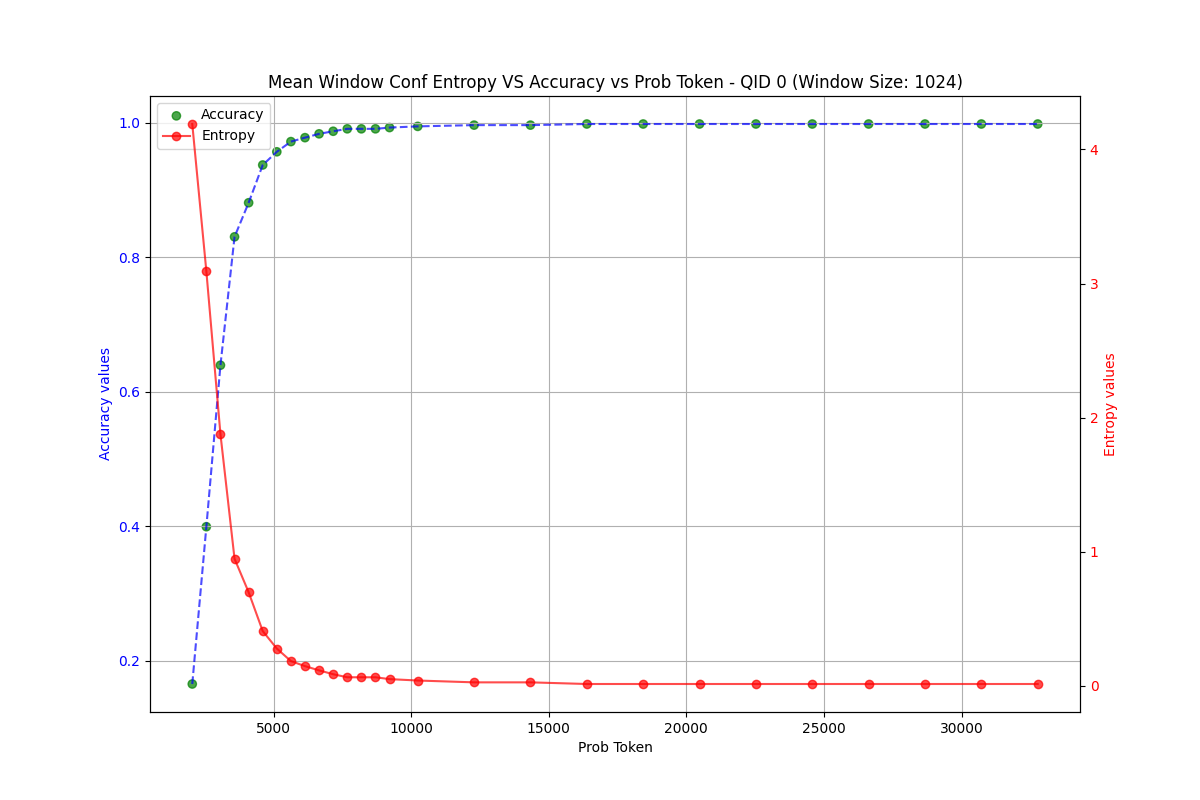 Mean Window Conf Entropy VS Accuracy vs Prob Token - QID 0 (Window Size: 1024)
Accuracy
Entropy
1.0
0.8
0.6
0.4
0.2
Accuracy values
4
3
2
1
0
Entropy values
5000
10000
15000
20000
25000
30000
Prob Token